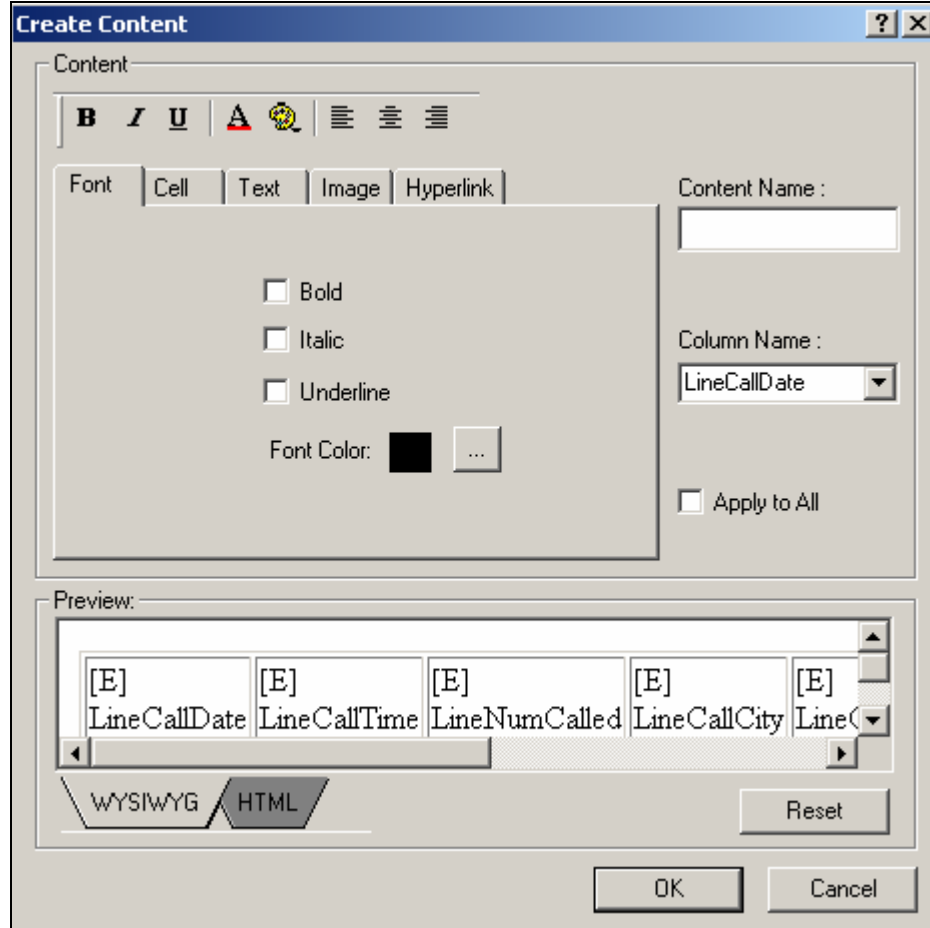 Create Content
?
Content
B I U A
Font Cell Text Image Hyperlink
Content Name :
Bold
Italic
Column Name :
LineCallDate
Underline
Font Color: ...
Apply to All
Preview:
[E] [E] [E] [E] [E]
LineCallDate LineCallTime LineNumCalled LineCallCity
WYSIWYG HTML
Reset
OK Cancel